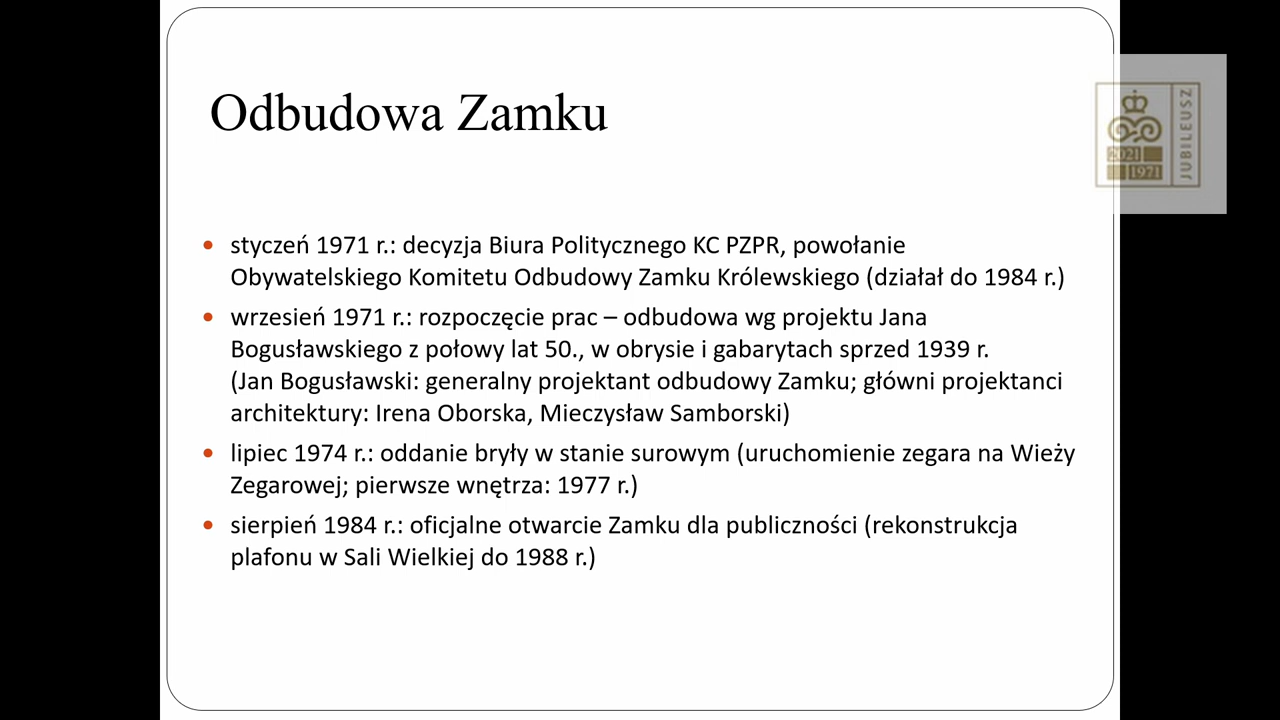 Odbudowa Zamku
• styczeń 1971 r.: decyzja Biura Politycznego KC PZPR, powołanie
Obywatelskiego Komitetu Odbudowy Zamku Królewskiego (działał do 1984 r.)
• wrzesień 1971 r.: rozpoczęcie prac – odbudowa wg projektu Jana
Bogusławskiego z połowy lat 50., w obrysie i gabarytach sprzed 1939 r.
(Jan Bogusławski: generalny projektant odbudowy Zamku; główni projektanci
architektury: Irena Oborska, Mieczysław Samborski)
• lipiec 1974 r.: oddanie bryły w stanie surowym (uruchomienie zegara na Wieży
Zegarowej; pierwsze wnętrza: 1977 r.)
• sierpień 1984 r.: oficjalne otwarcie Zamku dla publiczności (rekonstrukcja
plafonu w Sali Wielkiej do 1988 r.)
2021
1971
JUBILEUSZ